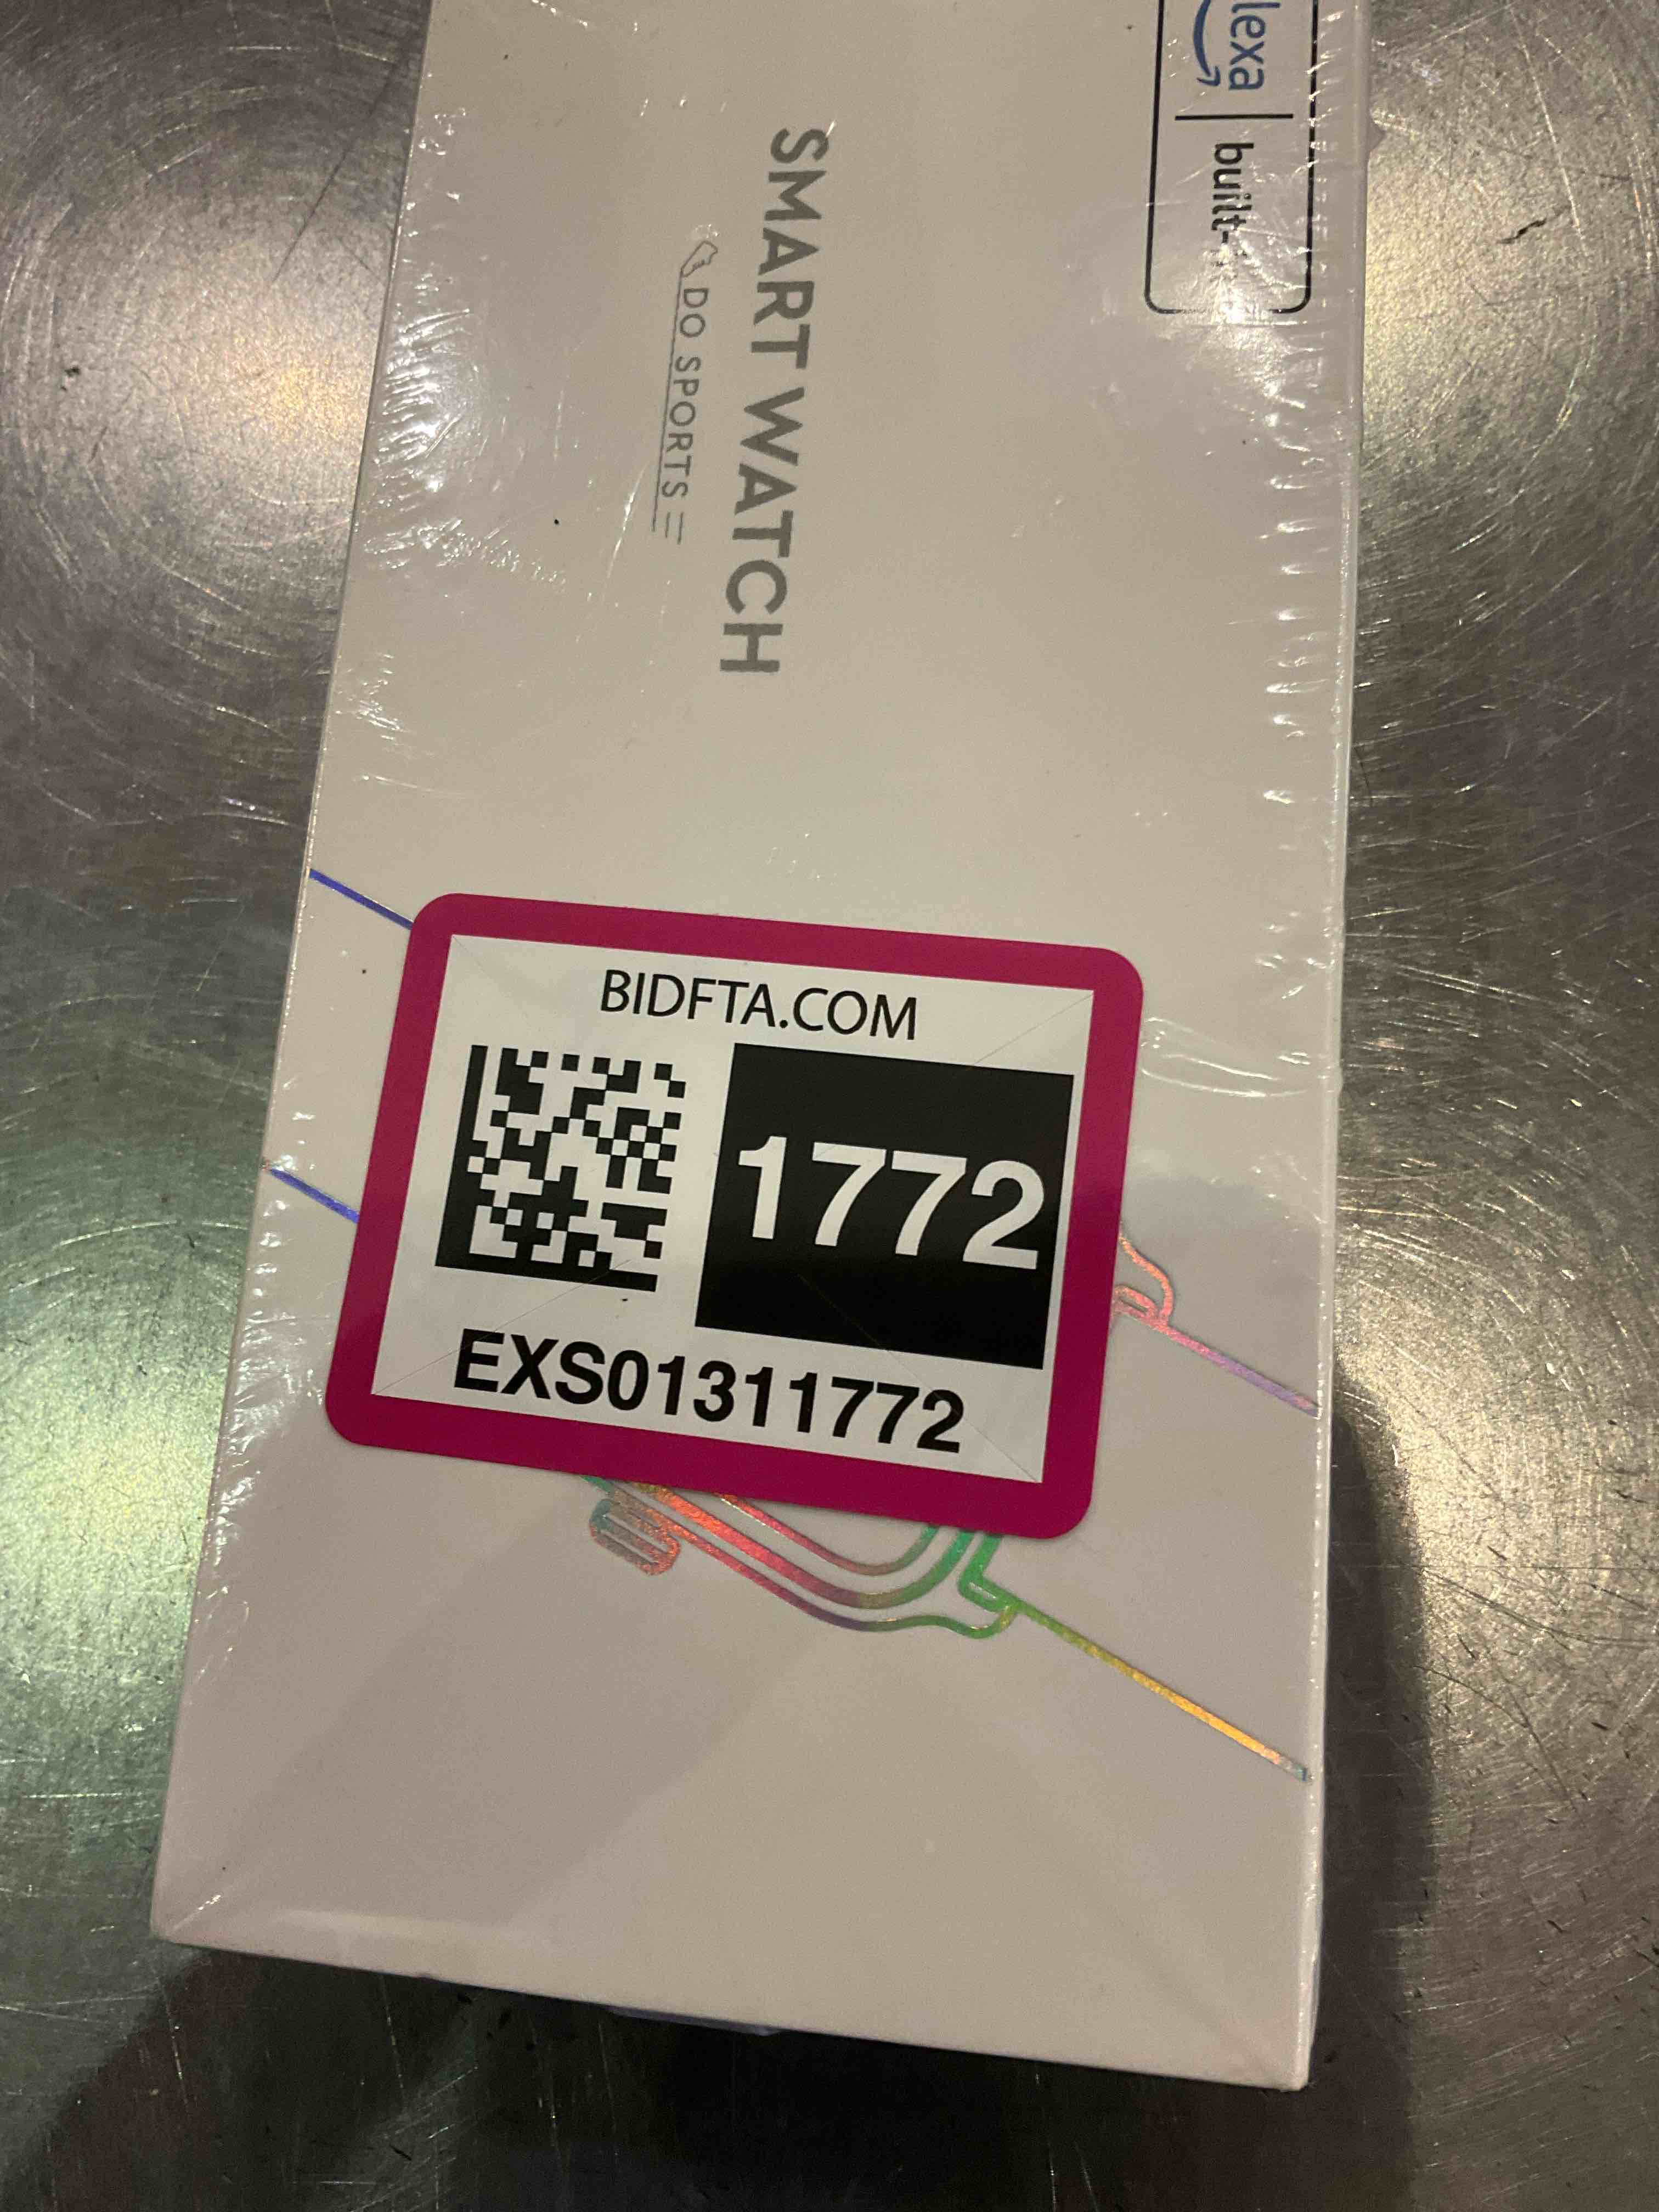 lexa | built-
SMART WATCH
DO SPORTS
BIDFTA.COM
1772
EXS01311772